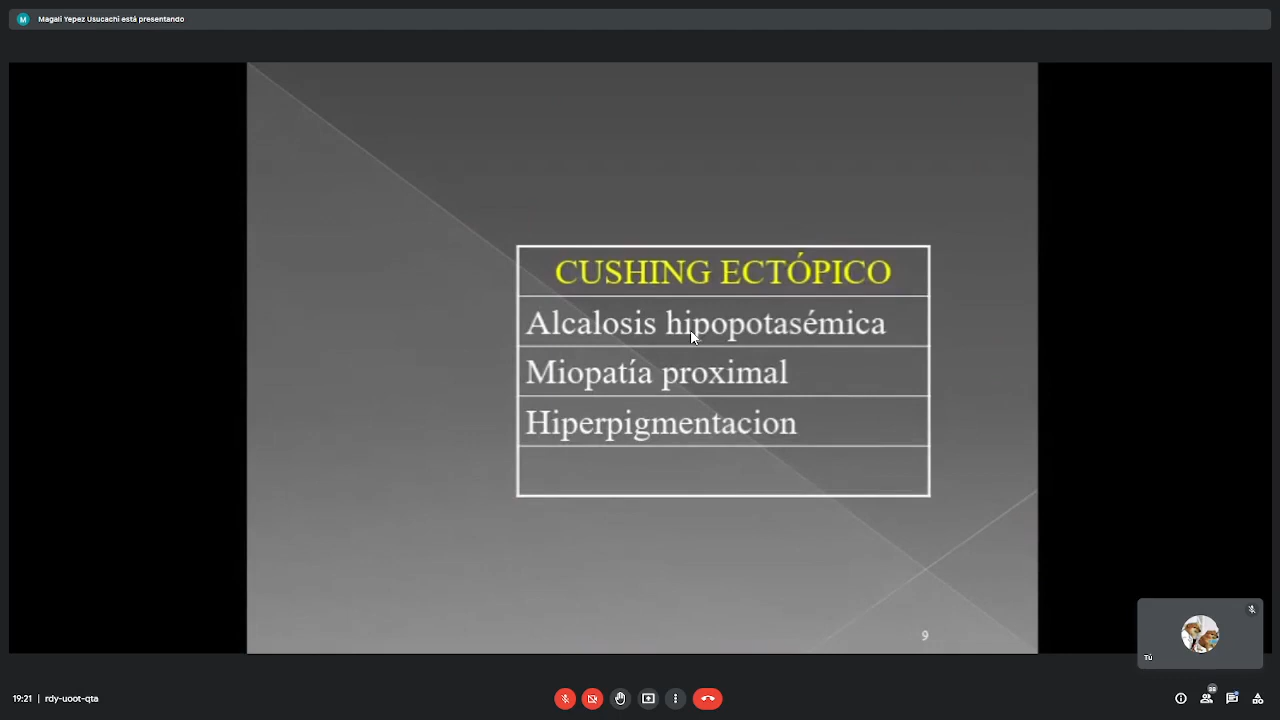 M Magali Yepez Usucachi está presentando
CUSHING ECTÓPICO
Alcalosis hipopotasémica
Miopatía proximal
Hiperpigmentacion
9
Tú
19:21 | rdy-uoot-qta